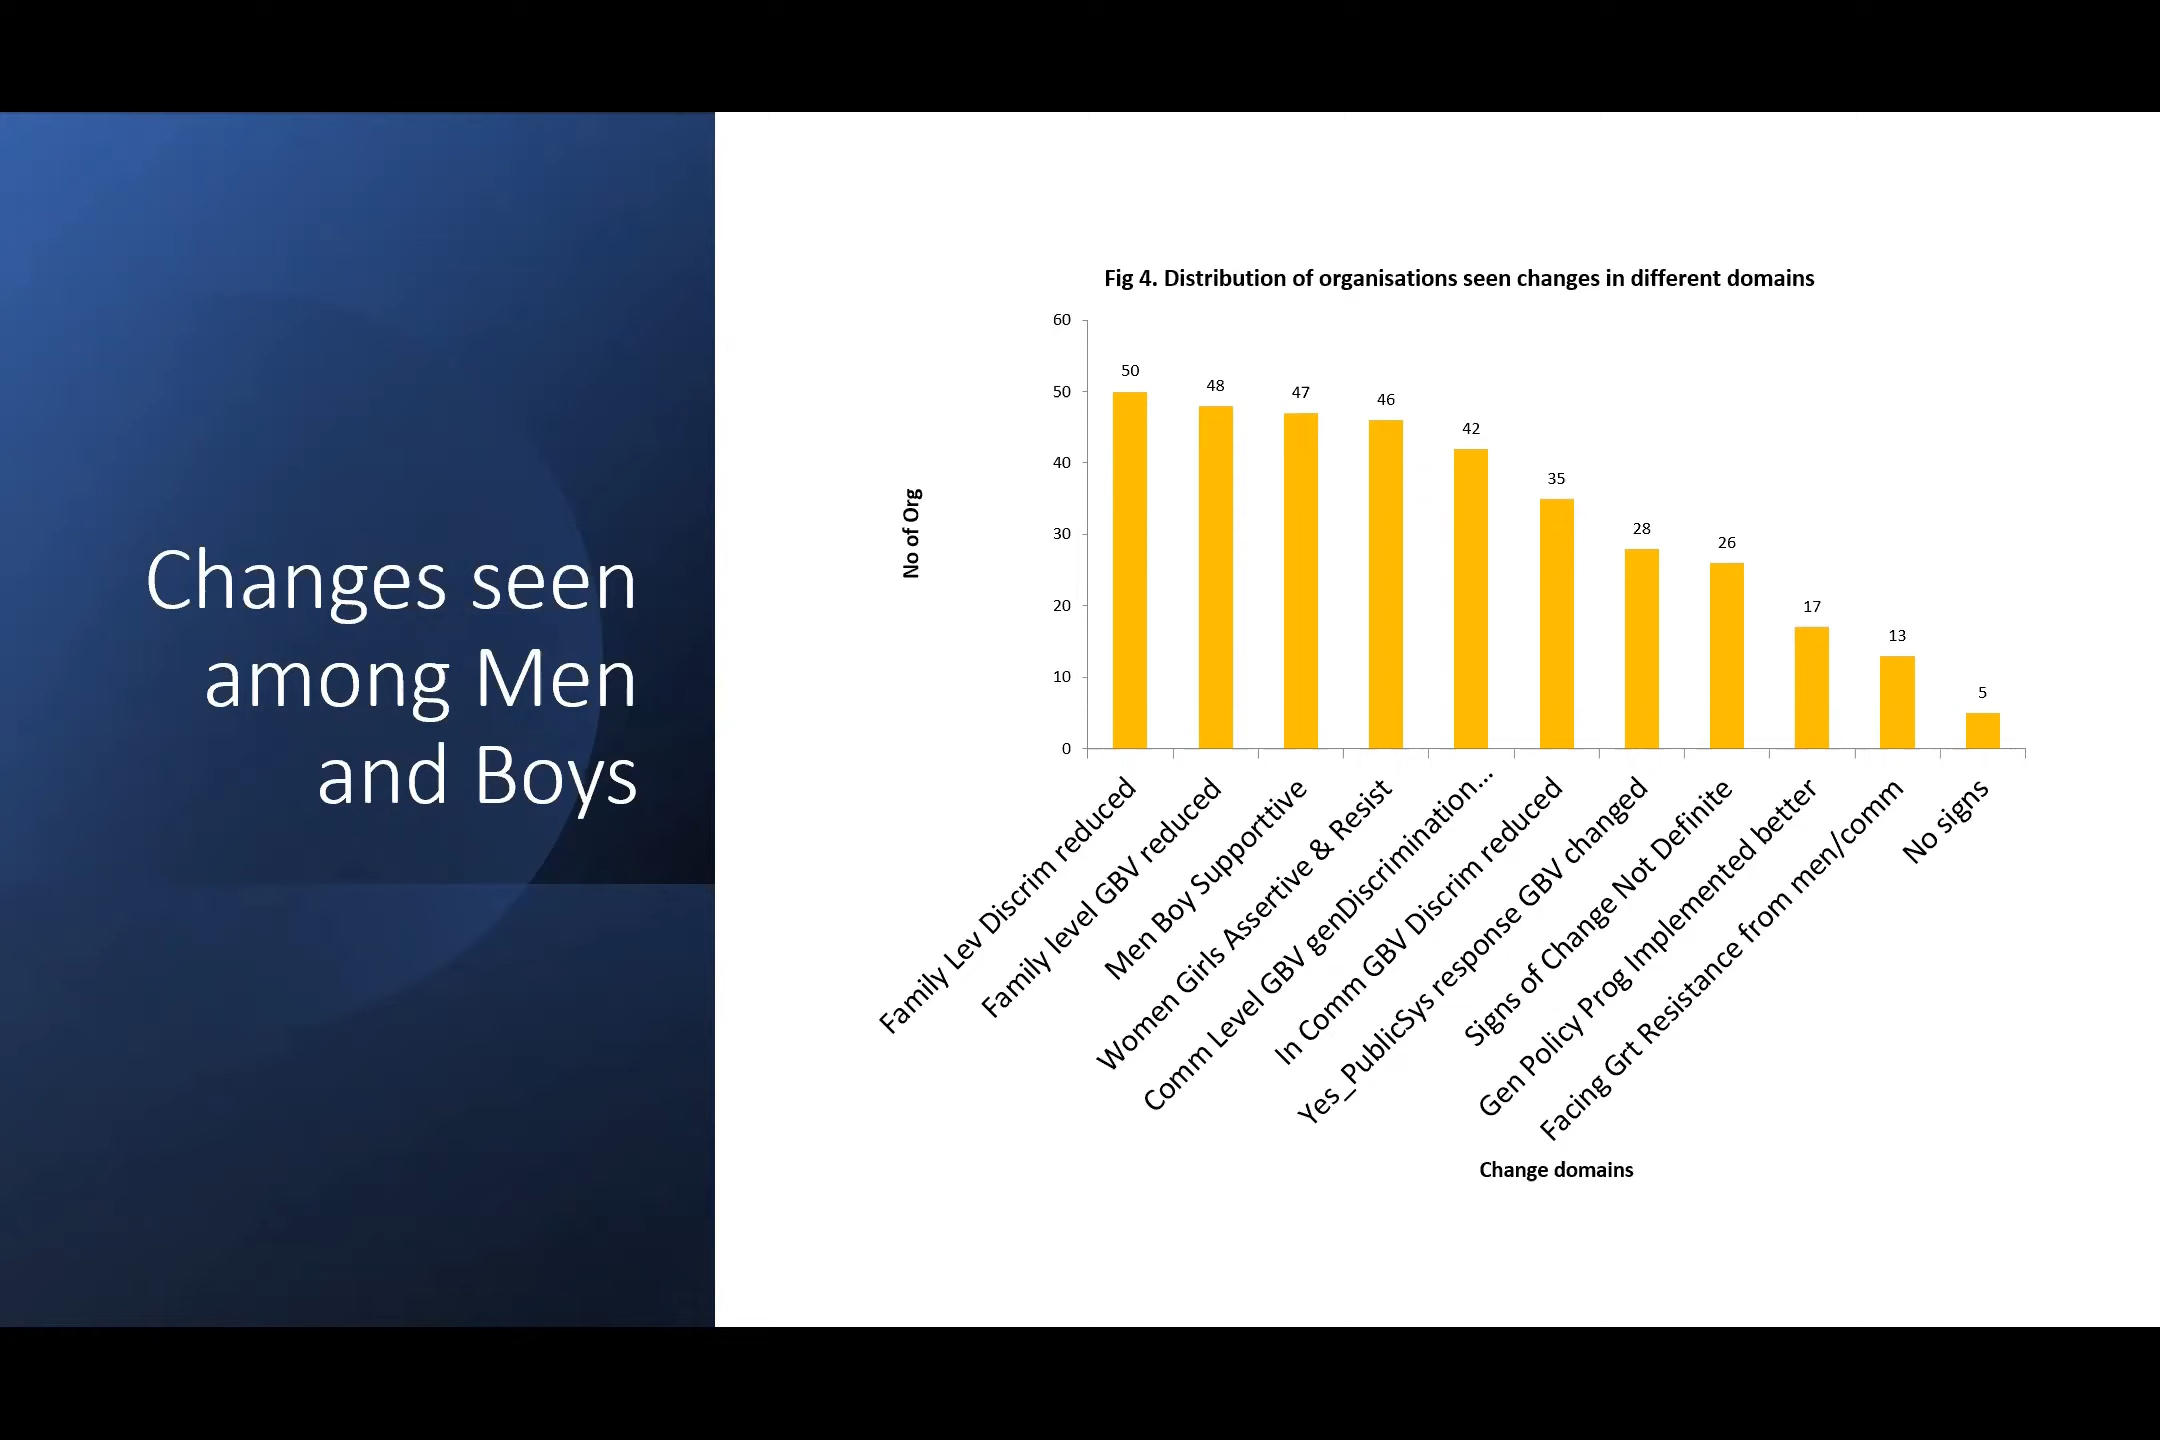 Changes seen
among Men
and Boys
Fig 4. Distribution of organisations seen changes in different domains
No of Org
60
50
40
30
20
10
0
50
48
47
46
42
35
28
26
17
13
5
Family Lev Discrim reduced
Family level GBV reduced
Men Boy Supportive
Women Girls Assertive & Resist
Comm Level GBV genDiscrimination...
In Comm GBV Discrim reduced
Yes_PublicSys response GBV changed
Signs of Change Not Definite
Gen Policy Prog Implemented better
Facing Grt Resistance from men/comm
No signs
Change domains